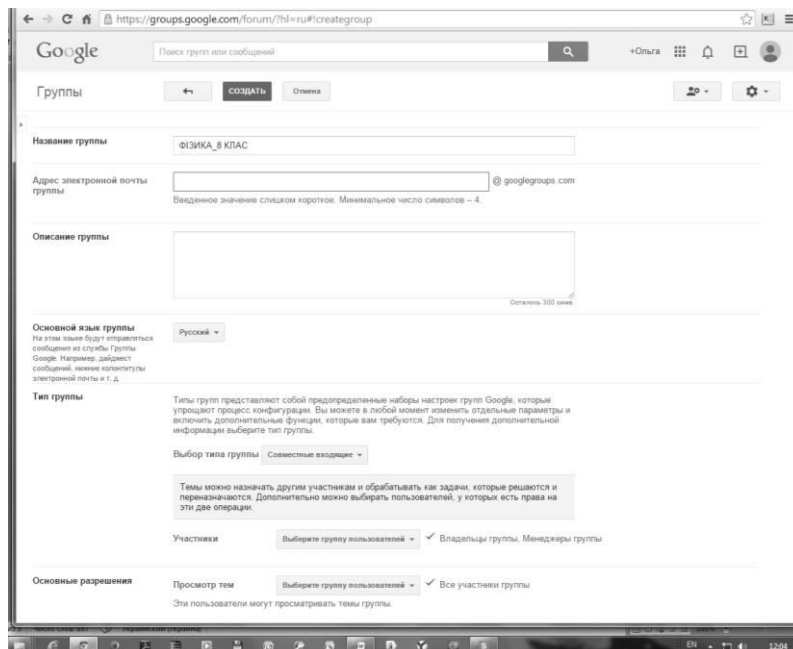 https://groups.google.com/forum/?hl=ru#!creategroup
Google
Поиск групп или сообщений
+Ольга
Группы
СОЗДАТЬ
Отмена
Название группы
ФІЗИКА_8 КЛАС
Адрес электронной почты
группы
@ googlegroups.com
Введенное значение слишком короткое. Минимальное число символов – 4.
Описание группы
Осталось 300 симв.
Основной язык группы
На этом языке будут отправляться
сообщения из службы Группы
Google. Например, дайджест
сообщений, нижние колонтитулы
электронной почты и т. д.
Русский
Тип группы
Типы групп представляют собой предопределенные наборы настроек групп Google, которые
упрощают процесс конфигурации. Вы можете в любой момент изменить отдельные параметры и
включить дополнительные функции, которые вам требуются. Для получения дополнительной
информации выберите тип группы.
Выбор типа группы Совместные входящие
Темы можно назначать другим участникам и обрабатывать как задачи, которые решаются и
переназначаются. Дополнительно можно выбирать пользователей, у которых есть права на
эти две операции.
Участники Выберите группу пользователей ✓ Владельцы группы, Менеджеры группы
Основные разрешения
Просмотр тем Выберите группу пользователей ✓ Все участники группы
Эти пользователи могут просматривать темы группы.
EN
12:04